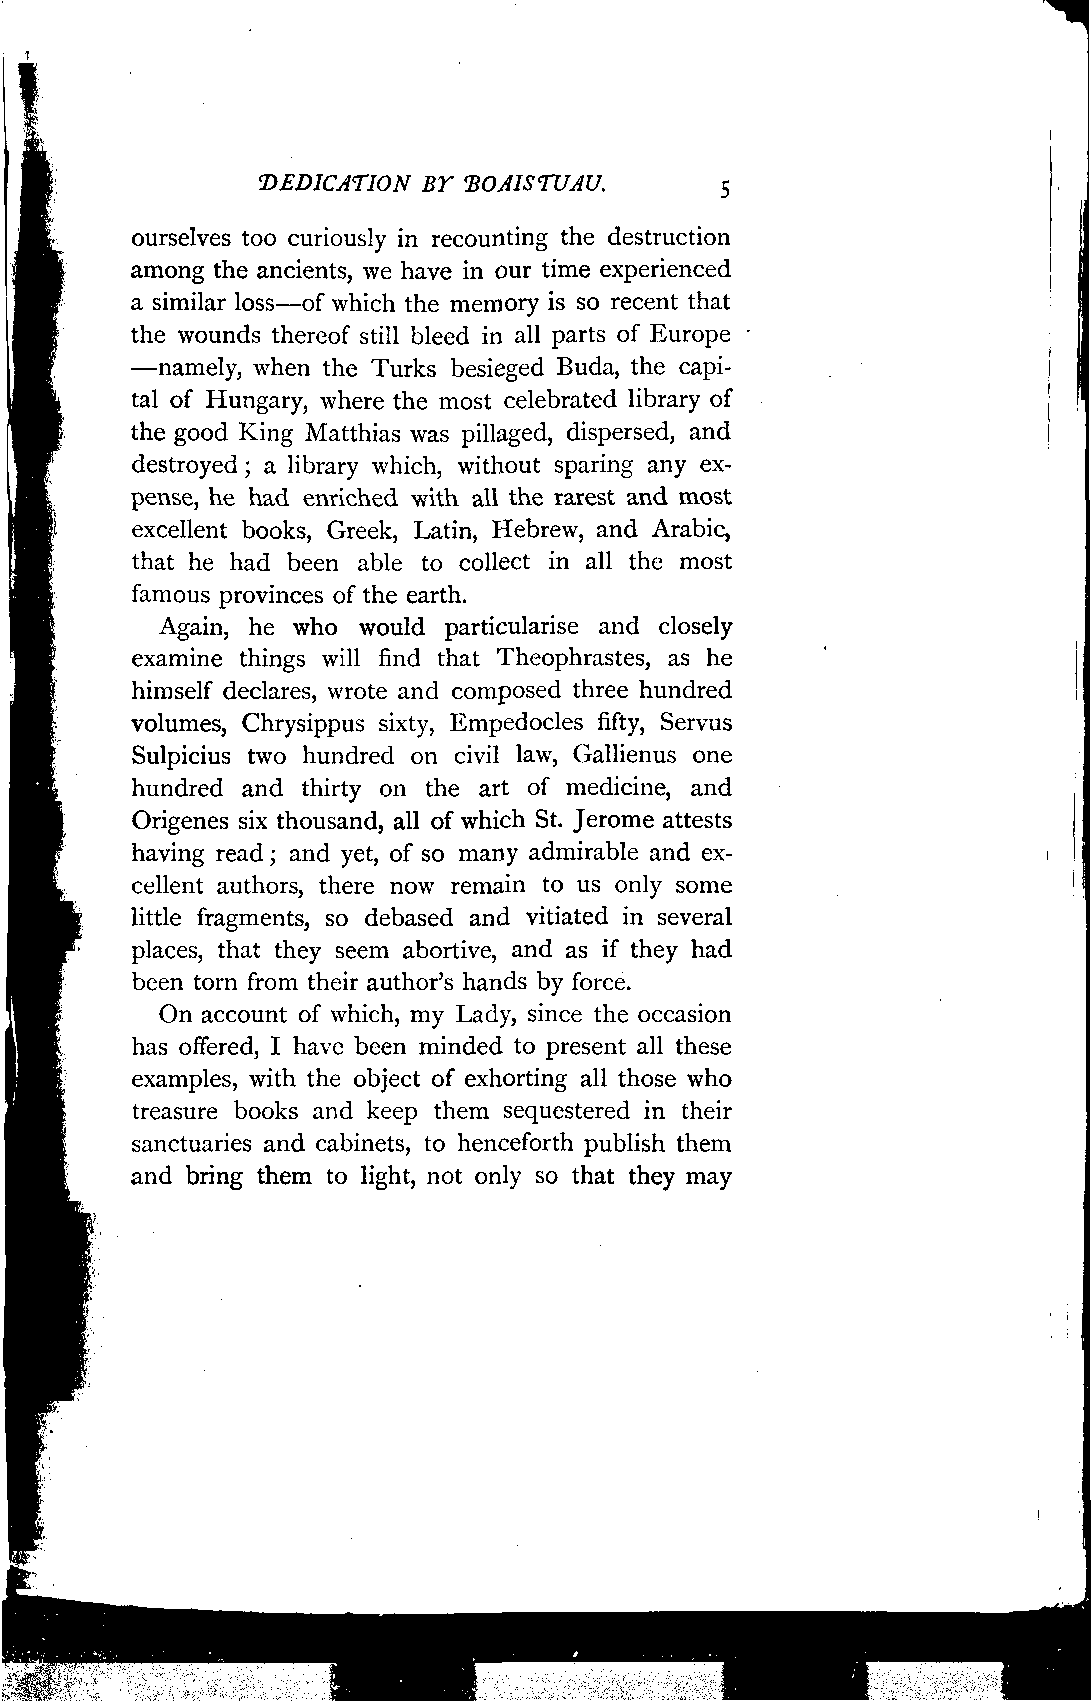 DEDICATION BY BOAISTUAU. 5
ourselves too curiously in recounting the destruction
among the ancients, we have in our time experienced
a similar loss—of which the memory is so recent that
the wounds thereof still bleed in all parts of Europe
—namely, when the Turks besieged Buda, the capi-
tal of Hungary, where the most celebrated library of
the good King Matthias was pillaged, dispersed, and
destroyed; a library which, without sparing any ex-
pense, he had enriched with all the rarest and most
excellent books, Greek, Latin, Hebrew, and Arabic,
that he had been able to collect in all the most
famous provinces of the earth.
Again, he who would particularise and closely
examine things will find that Theophrastes, as he
himself declares, wrote and composed three hundred
volumes, Chrysippus sixty, Empedocles fifty, Servus
Sulpicius two hundred on civil law, Gallienus one
hundred and thirty on the art of medicine, and
Origenes six thousand, all of which St. Jerome attests
having read; and yet, of so many admirable and ex-
cellent authors, there now remain to us only some
little fragments, so debased and vitiated in several
places, that they seem abortive, and as if they had
been torn from their author's hands by force.
On account of which, my Lady, since the occasion
has offered, I have been minded to present all these
examples, with the object of exhorting all those who
treasure books and keep them sequestered in their
sanctuaries and cabinets, to henceforth publish them
and bring them to light, not only so that they may